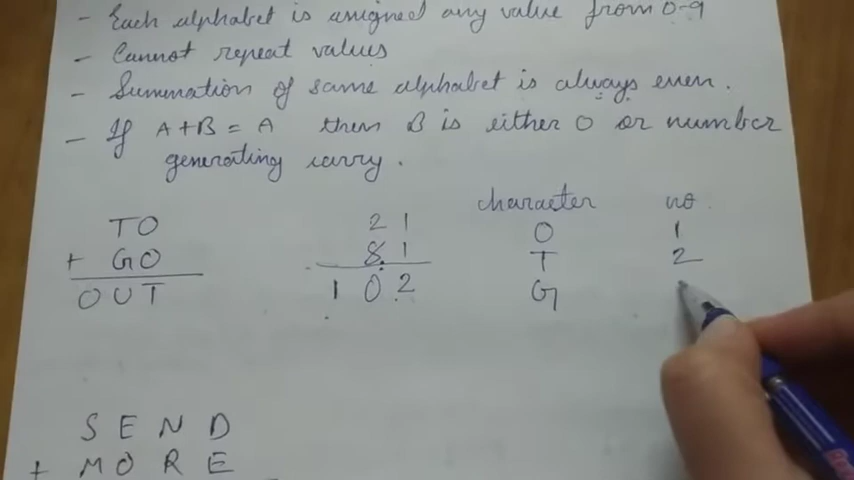 - Each alphabet is assigned any value from 0-9
- Cannot repeat values
- Summation of same alphabet is always even.
- If A+B = A then B is either 0 or number
generating carry.
character no.
TO 21 O 1
+ GO 81 T 2
OUT 102 G
SEND
+ MORE